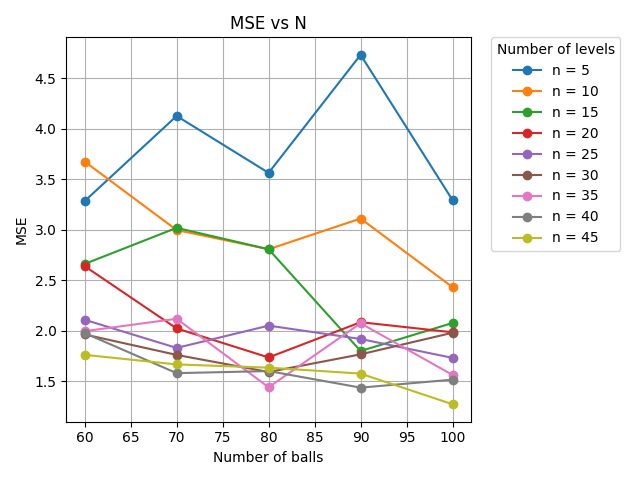 MSE vs N
MSE
4.5
4.0
3.5
3.0
2.5
2.0
1.5
60 65 70 75 80 85 90 95 100
Number of balls
Number of levels
n = 5
n = 10
n = 15
n = 20
n = 25
n = 30
n = 35
n = 40
n = 45